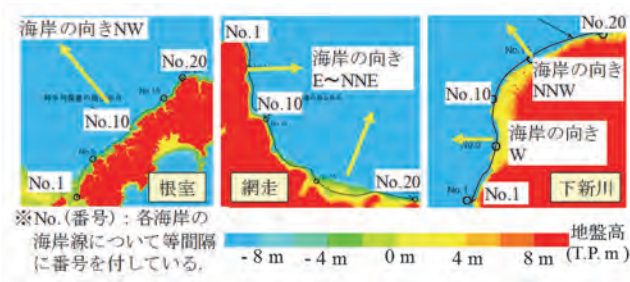 海岸の向きNW
No.20
No.10
No.1
根室
No.1
海岸の向き
E～NNE
No.10
No.20
網走
No.20
海岸の向き
NNW
No.10
海岸の向き
W
No.1
No.1
下新川
※No.(番号)：各海岸の
海岸線について等間隔
に番号を付している.
地盤高
(T.P. m)
- 8 m
- 4 m
0 m
4 m
8 m